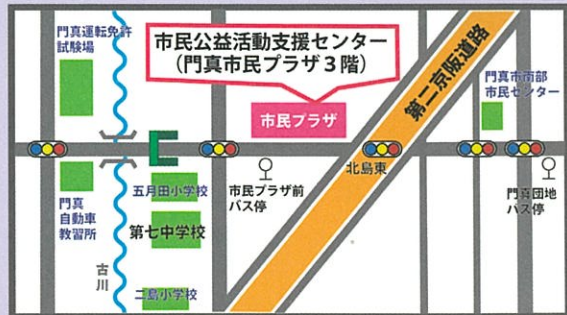 門真運転免許
試験場
市民公益活動支援センター
(門真市民プラザ3階)
第二京阪道路
門真市南部
市民センター
市民プラザ
北島東
門真
自動車
教習所
五月田小学校
市民プラザ前
バス停
門真団地
バス停
第七中学校
古川
二島小学校